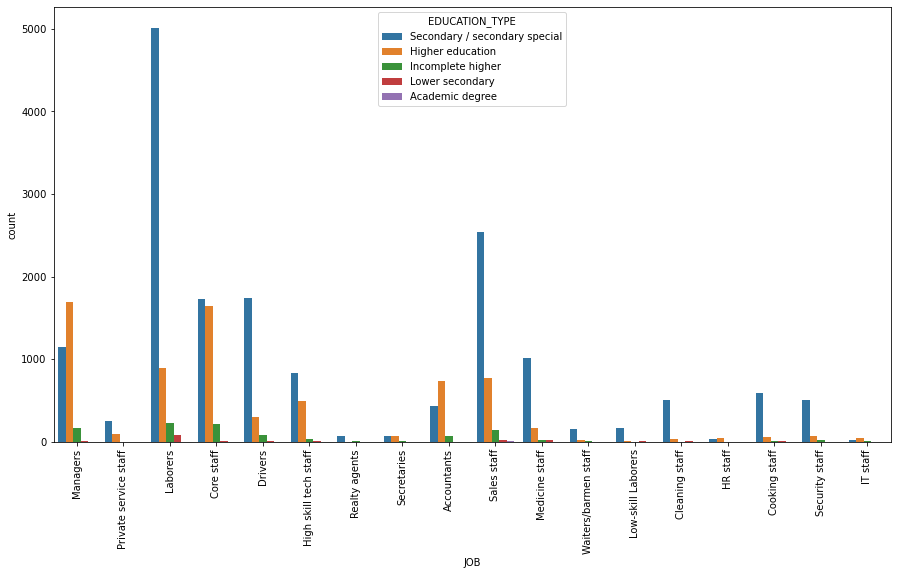 EDUCATION_TYPE
Secondary / secondary special
Higher education
Incomplete higher
Lower secondary
Academic degree
5000
4000
3000
2000
1000
0
count
Managers
Private service staff
Laborers
Core staff
Drivers
High skill tech staff
Realty agents
Secretaries
Accountants
Sales staff
Medicine staff
Waiters/barmen staff
Low-skill Laborers
Cleaning staff
HR staff
Cooking staff
Security staff
IT staff
JOB